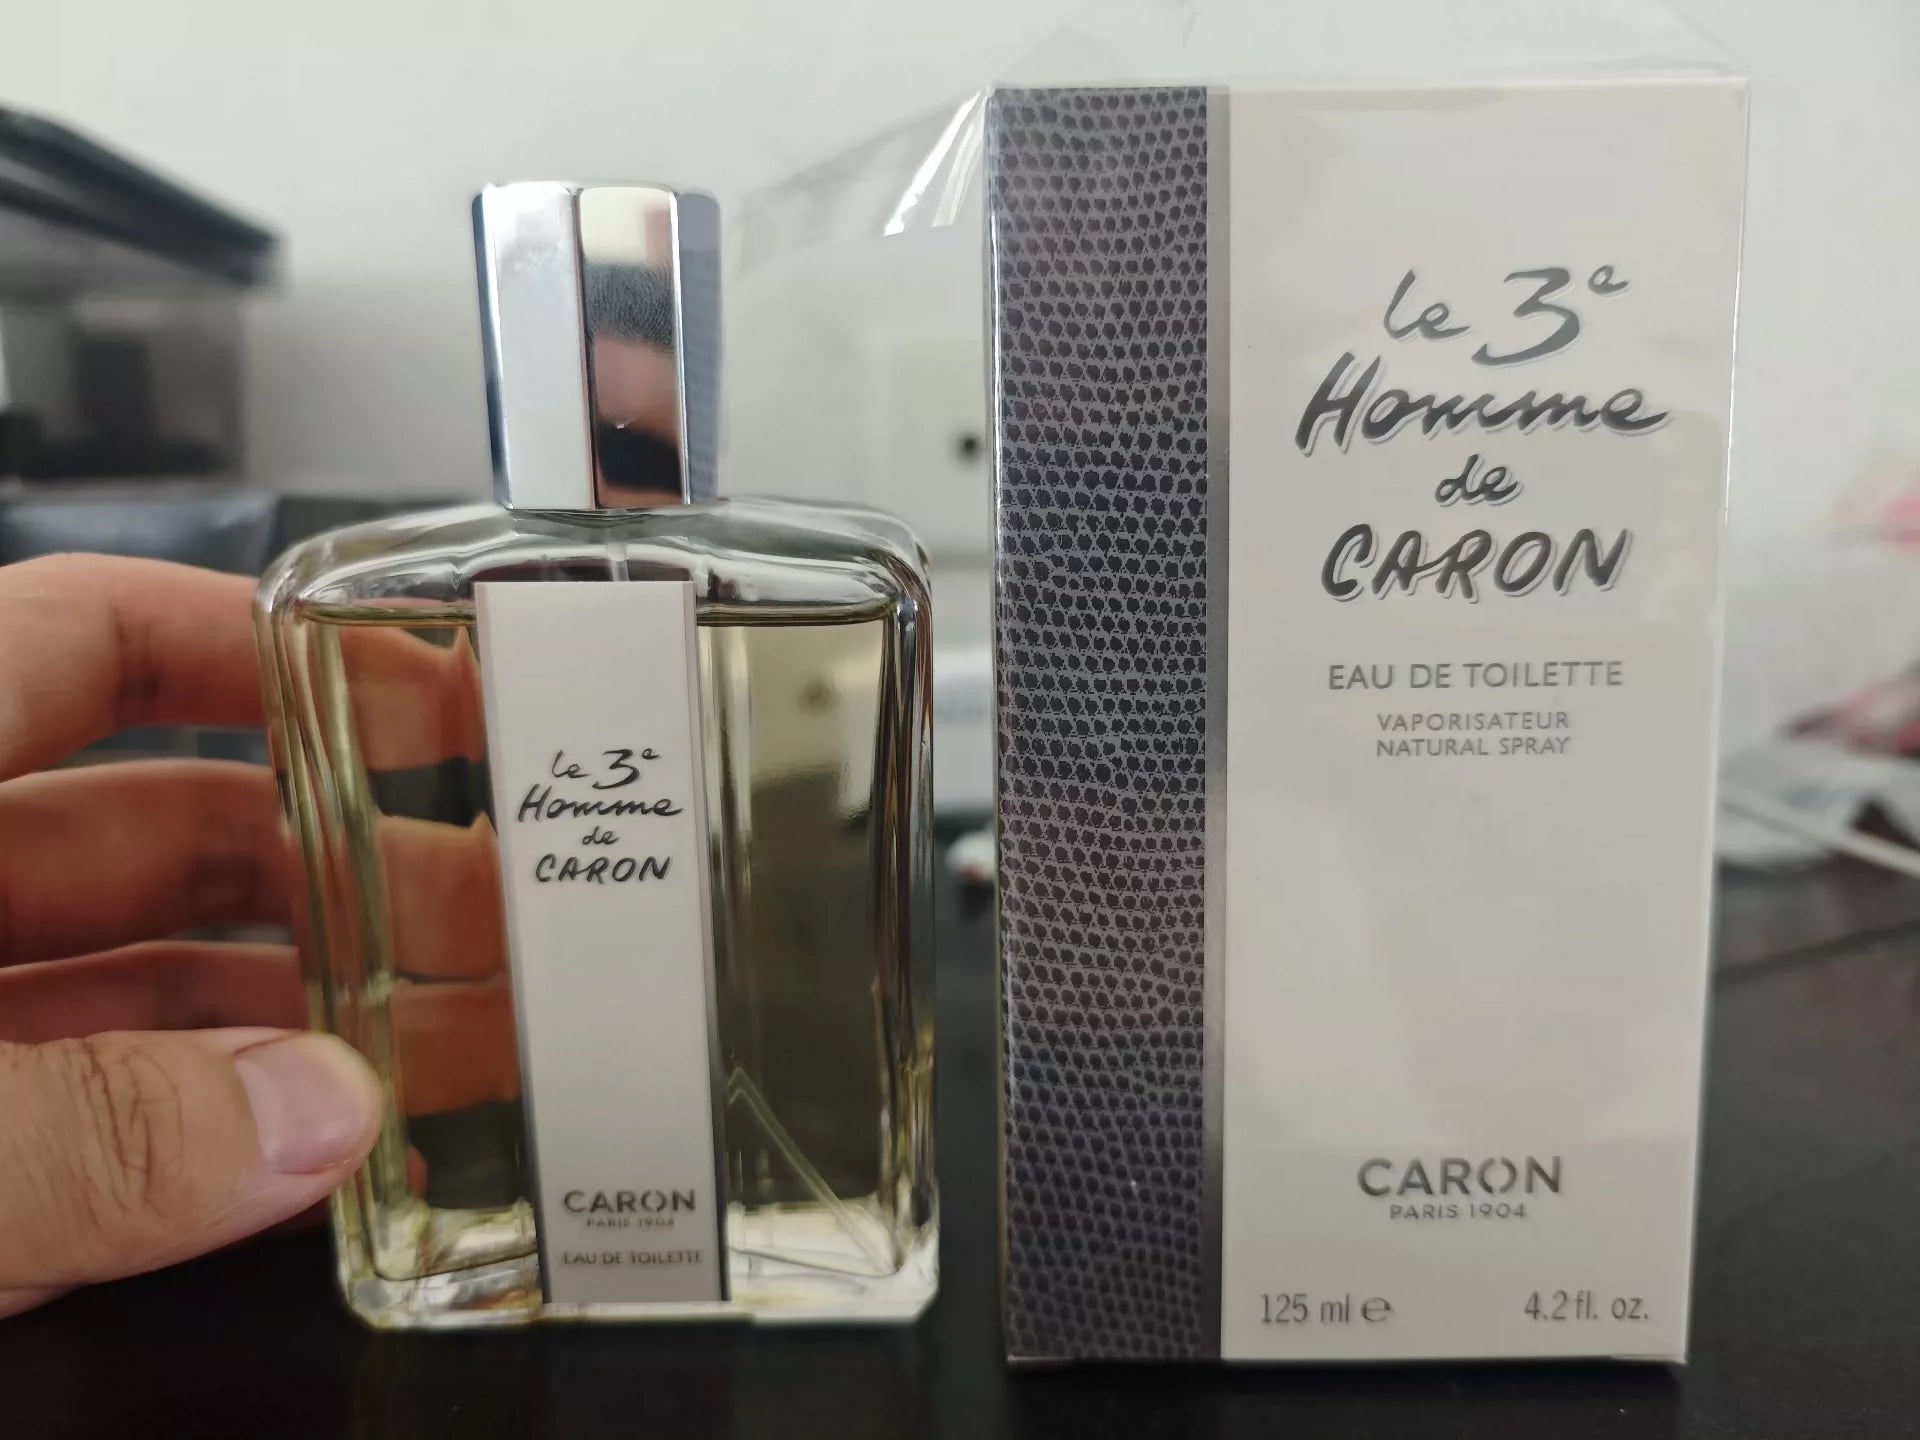 le 3e
Homme
de
CARON
CARON
PARIS 1904
EAU DE TOILETTE
le 3e
Homme
de
CARON
EAU DE TOILETTE
VAPORISATEUR
NATURAL SPRAY
CARON
PARIS 1904
125 ml ℮ 4.2 fl. oz.